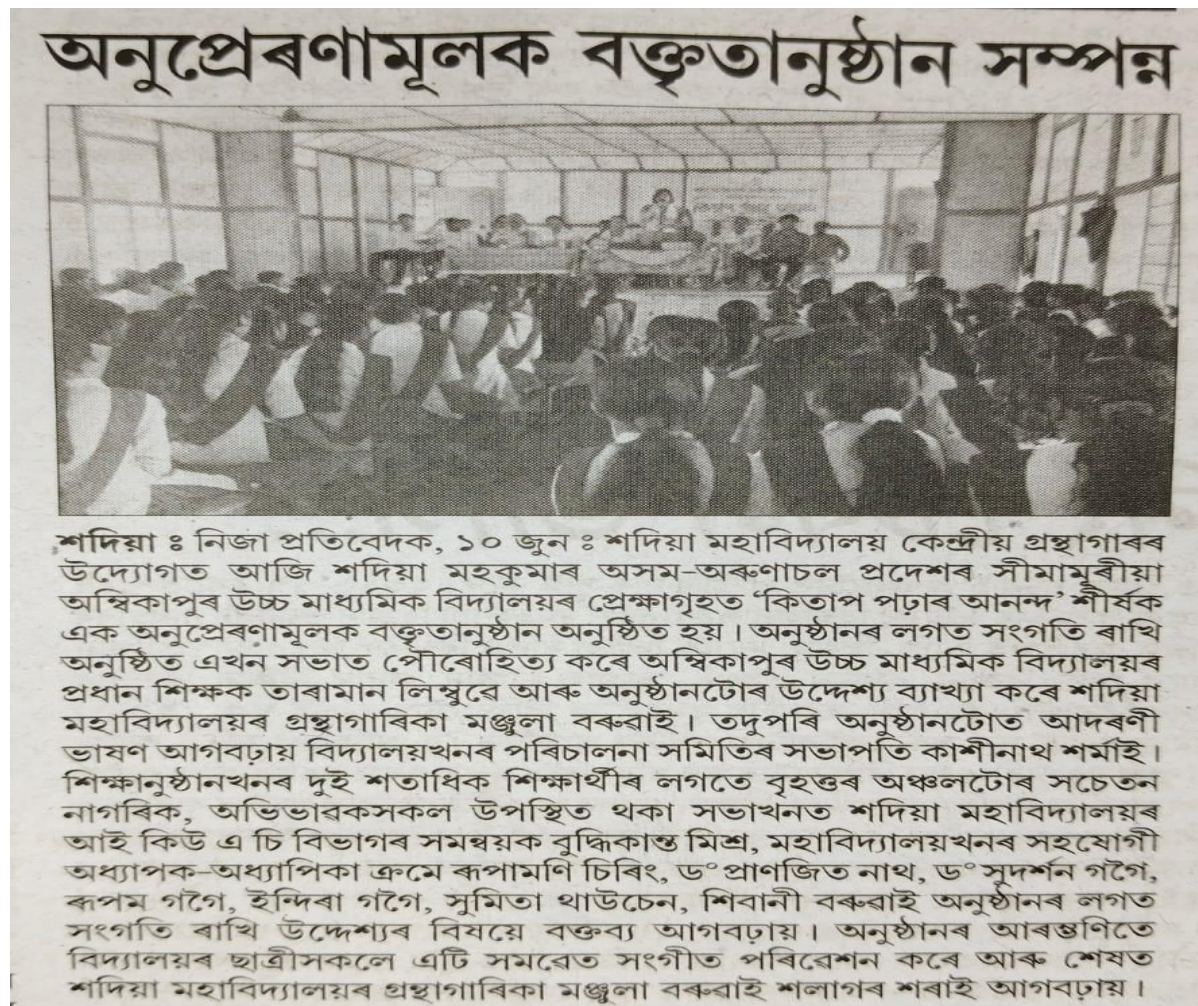 অনুপ্ৰেৰণামূলক বক্তৃতানুষ্ঠান সম্পন্ন
শদিয়া ঃ নিজা প্ৰতিবেদক, ১০ জুন ঃ শদিয়া মহাবিদ্যালয় কেন্দ্ৰীয় গ্ৰন্থাগাৰৰ
উদ্যোগত আজি শদিয়া মহকুমাৰ অসম-অৰুণাচল প্ৰদেশৰ সীমামূৰীয়া
অম্বিকাপুৰ উচ্চ মাধ্যমিক বিদ্যালয়ৰ প্ৰেক্ষাগৃহত ‘কিতাপ পঢ়াৰ আনন্দ’ শীৰ্ষক
এক অনুপ্ৰেৰণামূলক বক্তৃতানুষ্ঠান অনুষ্ঠিত হয়। অনুষ্ঠানৰ লগত সংগতি ৰাখি
অনুষ্ঠিত এখন সভাত পৌৰোহিত্য কৰে অম্বিকাপুৰ উচ্চ মাধ্যমিক বিদ্যালয়ৰ
প্ৰধান শিক্ষক তাৰামান লিম্বুৱে আৰু অনুষ্ঠানটোৰ উদ্দেশ্য ব্যাখ্যা কৰে শদিয়া
মহাবিদ্যালয়ৰ গ্ৰন্থাগাৰিকা মঞ্জুলা বৰুৱাই। তদুপৰি অনুষ্ঠানটোত আদৰণী
ভাষণ আগবঢ়ায় বিদ্যালয়খনৰ পৰিচালনা সমিতিৰ সভাপতি কাশীনাথ শৰ্মাই।
শিক্ষানুষ্ঠানখনৰ দুই শতাধিক শিক্ষাৰ্থীৰ লগতে বৃহত্তৰ অঞ্চলটোৰ সচেতন
নাগৰিক, অভিভাৱকসকল উপস্থিত থকা সভাখনত শদিয়া মহাবিদ্যালয়ৰ
আই কিউ এ চি বিভাগৰ সমন্বয়ক বুদ্ধিকান্ত মিশ্ৰ, মহাবিদ্যালয়খনৰ সহযোগী
অধ্যাপক-অধ্যাপিকা ক্ৰমে ৰূপামণি চিৰিং, ড° প্ৰাণজিত নাথ, ড° সুদৰ্শন গগৈ,
ৰূপম গগৈ, ইন্দিৰা গগৈ, সুমিতা থাউচেন, শিবানী বৰুৱাই অনুষ্ঠানৰ লগত
সংগতি ৰাখি উদ্দেশ্যৰ বিষয়ে বক্তব্য আগবঢ়ায়। অনুষ্ঠানৰ আৰম্ভণিতে
বিদ্যালয়ৰ ছাত্ৰীসকলে এটি সমবেত সংগীত পৰিৱেশন কৰে আৰু শেষত
শদিয়া মহাবিদ্যালয়ৰ গ্ৰন্থাগাৰিকা মঞ্জুলা বৰুৱাই শলাগৰ শৰাই আগবঢ়ায়।